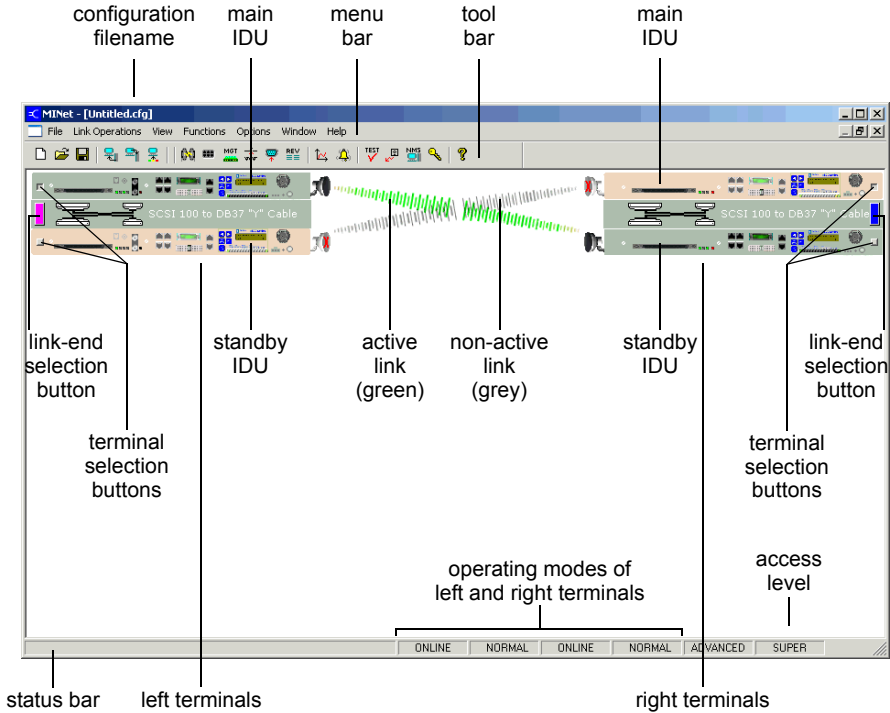 configuration
filename
main
IDU
menu
bar
tool
bar
main
IDU
MINet - [Untitled.cfg]
File Link Operations View Functions Options Window Help
MGT REV TEST NMS
SCSI 100 to DB37 "Y" Cable
SCSI 100 to DB37 "Y" Cable
link-end
selection
button
standby
IDU
active
link
(green)
non-active
link
(grey)
standby
IDU
link-end
selection
button
terminal
selection
buttons
terminal
selection
buttons
operating modes of
left and right terminals
access
level
ONLINE NORMAL ONLINE NORMAL ADVANCED SUPER
status bar
left terminals
right terminals